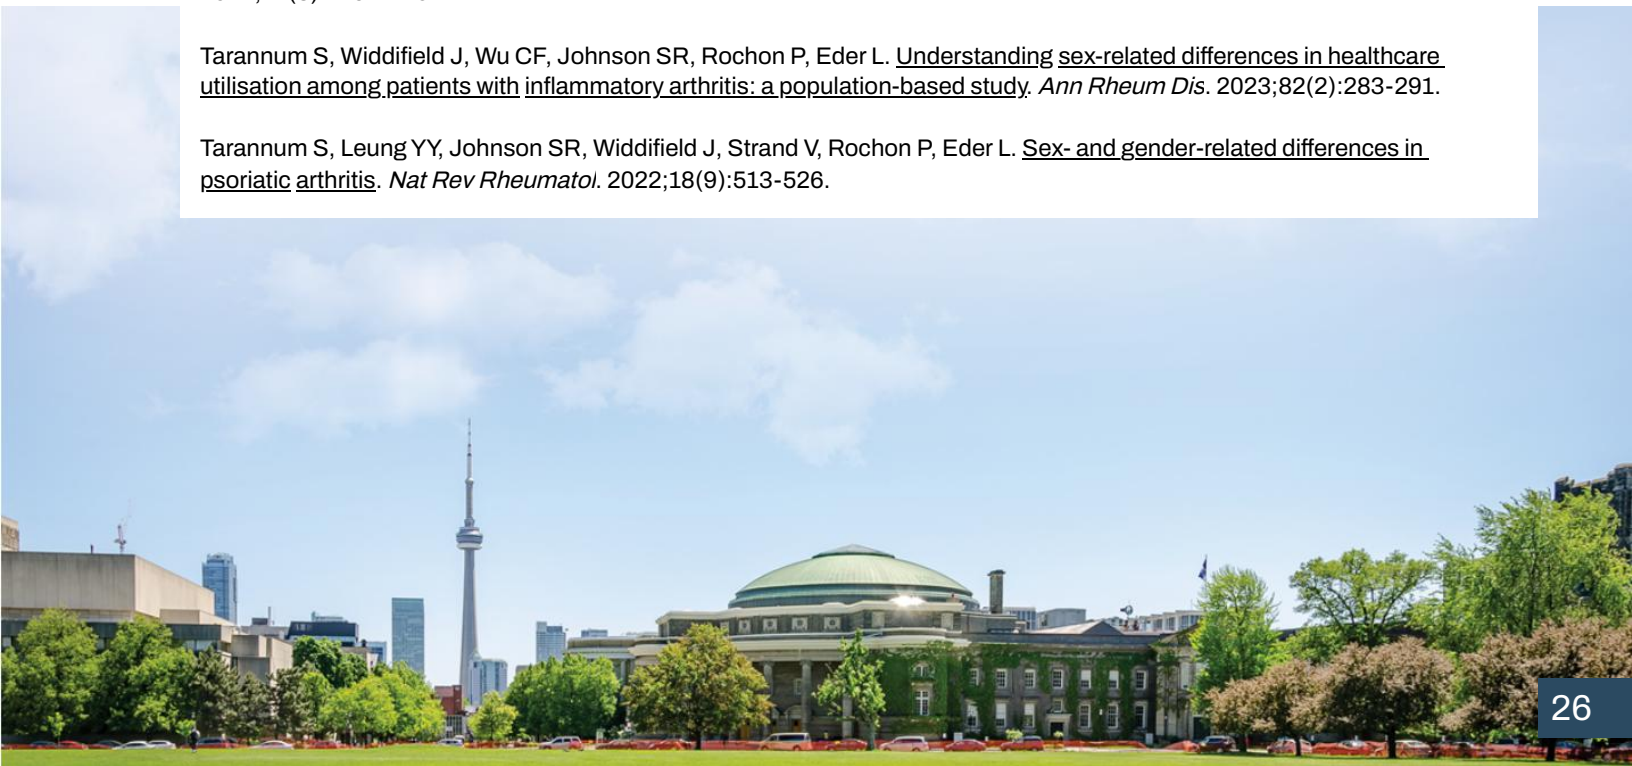 Tarannum S, Widdifield J, Wu CF, Johnson SR, Rochon P, Eder L. Understanding sex-related differences in healthcare
utilisation among patients with inflammatory arthritis: a population-based study. Ann Rheum Dis. 2023;82(2):283-291.
Tarannum S, Leung YY, Johnson SR, Widdifield J, Strand V, Rochon P, Eder L. Sex- and gender-related differences in
psoriatic arthritis. Nat Rev Rheumatol. 2022;18(9):513-526.
26